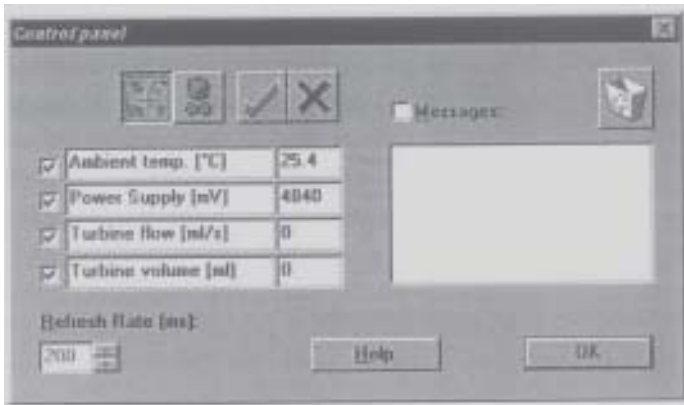 Control panel
Messages:
Ambient temp. [°C] 25.4
Power Supply [mV] 4840
Turbine flow [ml/s] 0
Turbine volume [ml] 0
Refresh Rate [ms]:
200
Help
OK